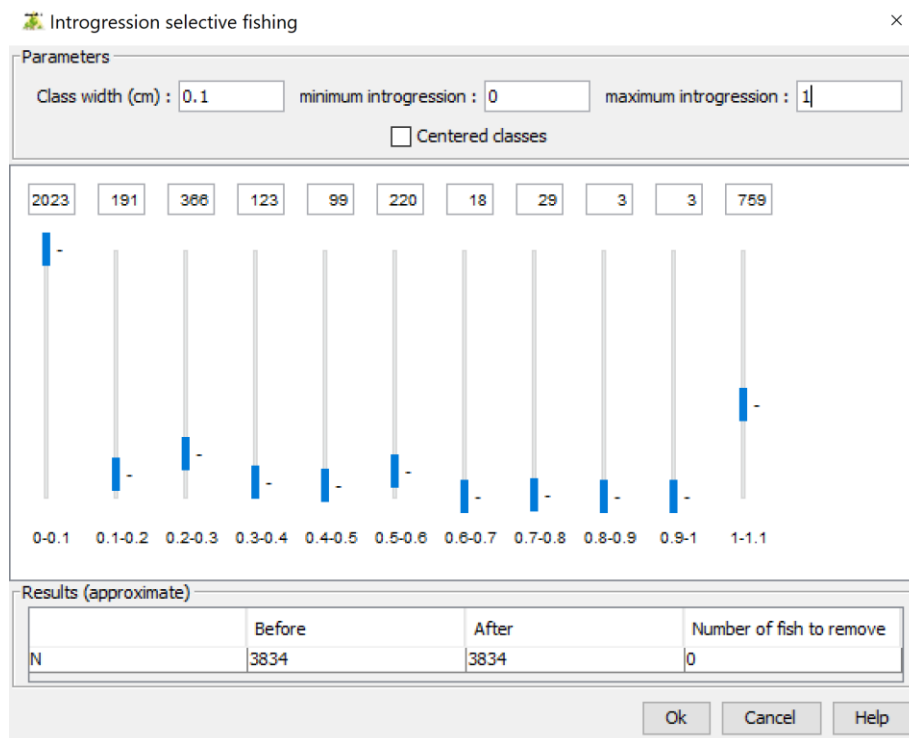 Introgression selective fishing
Parameters
Class width (cm) : 0.1 minimum introgression : 0 maximum introgression : 1
Centered classes
2023 191 366 123 99 220 18 29 3 3 759
- - - - - - - - - - -
0-0.1 0.1-0.2 0.2-0.3 0.3-0.4 0.4-0.5 0.5-0.6 0.6-0.7 0.7-0.8 0.8-0.9 0.9-1 1-1.1
Results (approximate)
Before After Number of fish to remove
N 3834 3834 0
Ok Cancel Help